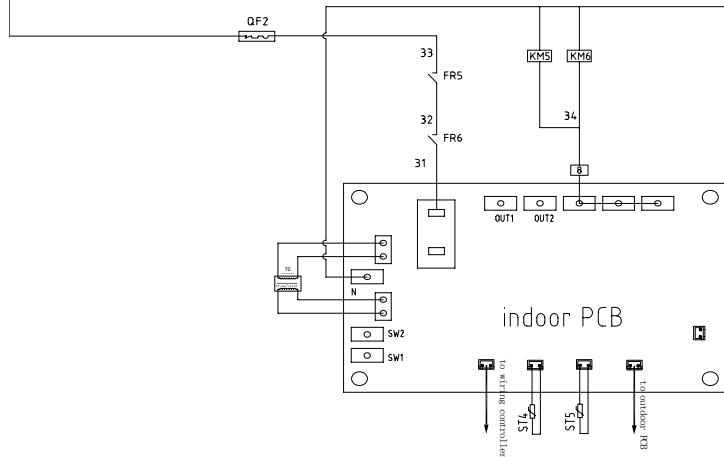 QF2
33
FR5
KM5
KM6
32
34
FR6
31
8
OUT1
OUT2
TC
N
indoor PCB
SW2
SW1
to wiring controller
ST4
ST5
to outdoor PCB